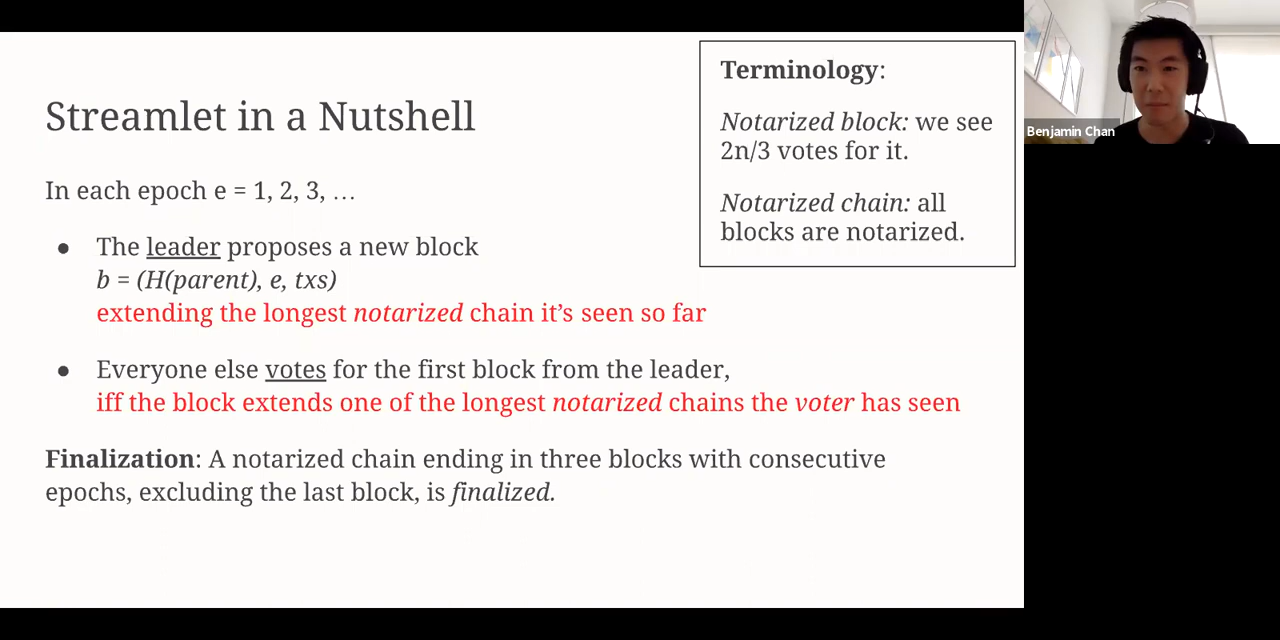 Streamlet in a Nutshell
In each epoch e = 1, 2, 3, …
● The leader proposes a new block
b = (H(parent), e, txs)
extending the longest notarized chain it’s seen so far
● Everyone else votes for the first block from the leader,
iff the block extends one of the longest notarized chains the voter has seen
Finalization: A notarized chain ending in three blocks with consecutive
epochs, excluding the last block, is finalized.
Terminology:
Notarized block: we see
2n/3 votes for it.
Notarized chain: all
blocks are notarized.
Benjamin Chan